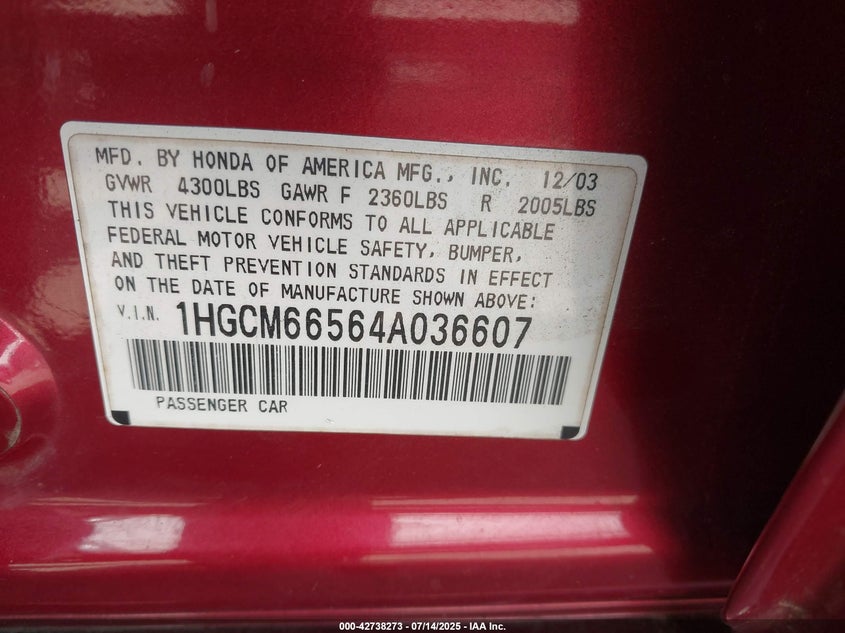 MFD. BY HONDA OF AMERICA MFG., INC. 12/03
GVWR 4300LBS GAWR F 2360LBS R 2005LBS
THIS VEHICLE CONFORMS TO ALL APPLICABLE
FEDERAL MOTOR VEHICLE SAFETY, BUMPER,
AND THEFT PREVENTION STANDARDS IN EFFECT
ON THE DATE OF MANUFACTURE SHOWN ABOVE:
V.I.N. 1HGCM66564A036607
PASSENGER CAR
000-42738273 - 07/14/2025 - IAA Inc.